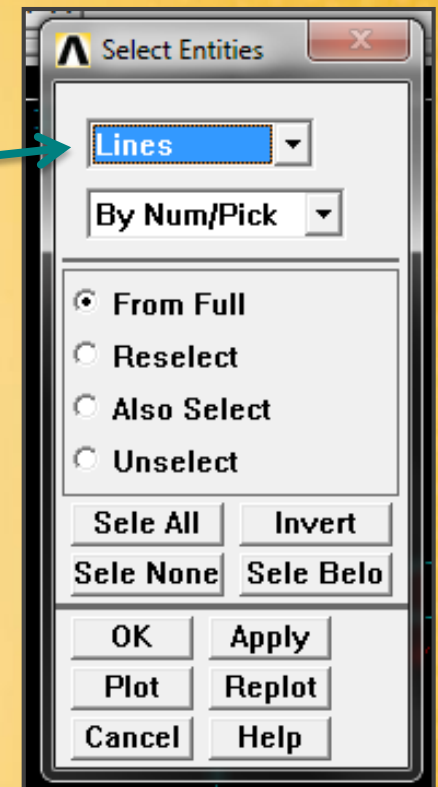 Select Entities
Lines
By Num/Pick
From Full
Reselect
Also Select
Unselect
Sele All Invert
Sele None Sele Belo
OK Apply
Plot Replot
Cancel Help